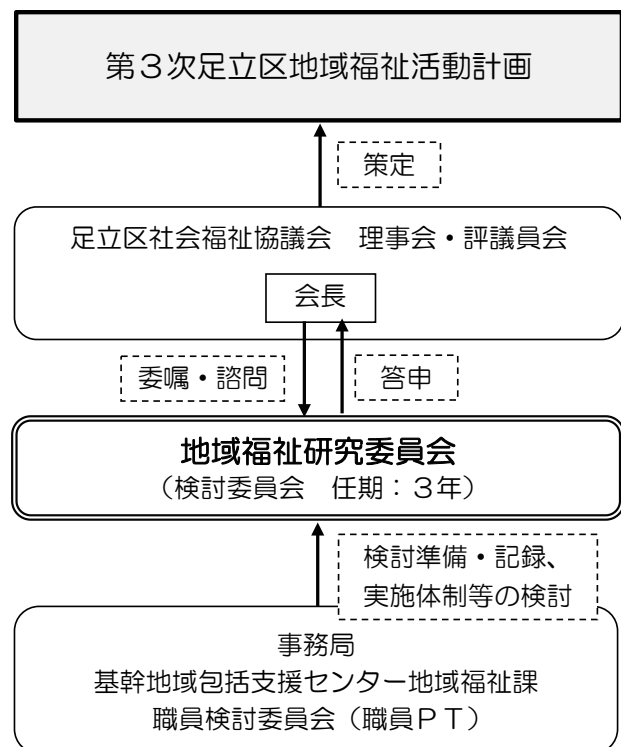 第３次足立区地域福祉活動計画
策定
足立区社会福祉協議会　理事会・評議員会
会長
委嘱・諮問
答申
地域福祉研究委員会
（検討委員会　任期：３年）
検討準備・記録、
実施体制等の検討
事務局
基幹地域包括支援センター地域福祉課
職員検討委員会（職員ＰＴ）